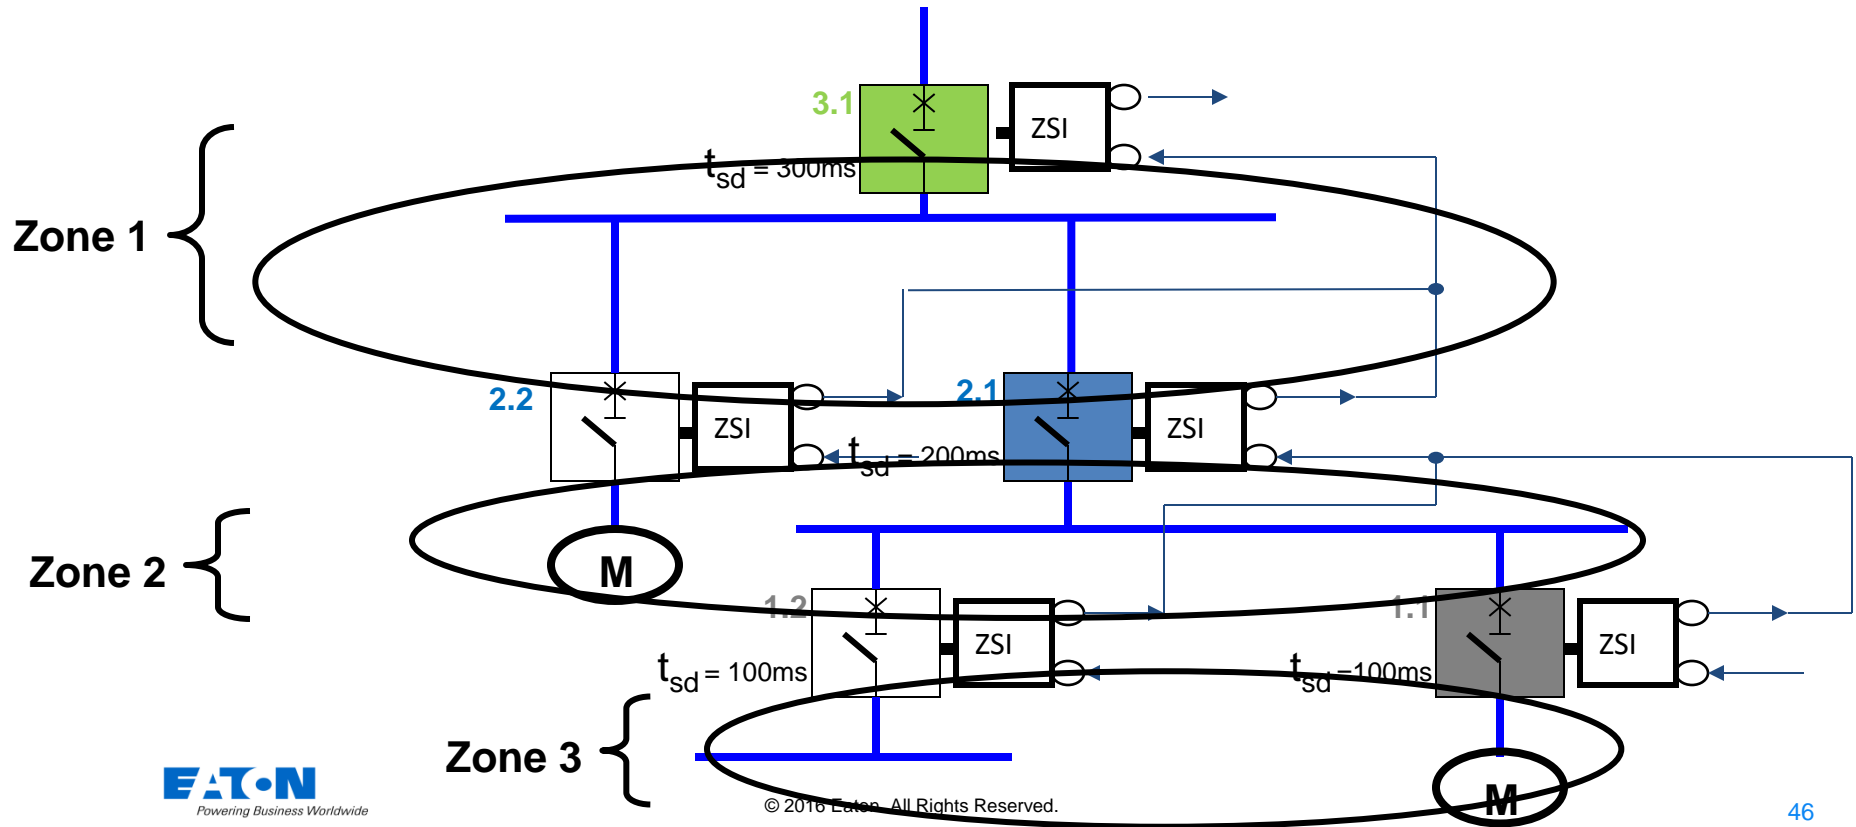 3.1
ZSI
tsd = 300ms
Zone 1
2.2
ZSI
2.1
ZSI
tsd = 200ms
Zone 2
M
1.2
ZSI
1.1
ZSI
tsd = 100ms
tsd =100ms
Zone 3
M
EATON
Powering Business Worldwide
© 2016 Eaton. All Rights Reserved.
46